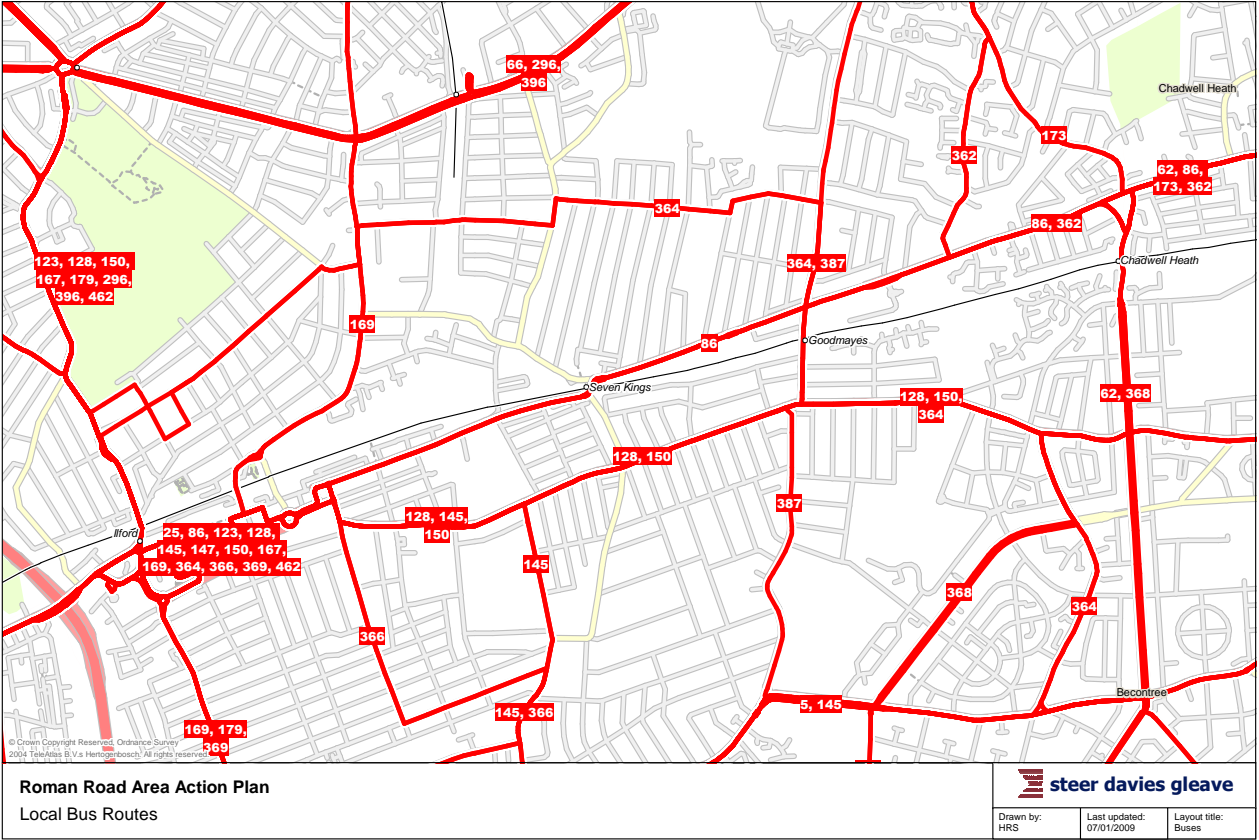 66, 296,
396
Chadwell Heath
173
362
62, 86,
173, 362
364
86, 362
123, 128, 150,
167, 179, 296,
396, 462
364, 387
Chadwell Heath
169
86
Goodmayes
Seven Kings
128, 150,
364
62, 368
128, 150
387
128, 145,
150
Ilford
25, 86, 123, 128,
145, 147, 150, 167,
169, 364, 366, 369, 462
145
368
364
366
Becontree
5, 145
145, 366
169, 179,
369
© Crown Copyright Reserved, Ordnance Survey
B.V.s Hertogenbosch. All rights reserved.
Roman Road Area Action Plan
Local Bus Routes
steer davies gleave
Drawn by:
HRS
Last updated:
07/01/2009
Layout title:
Buses